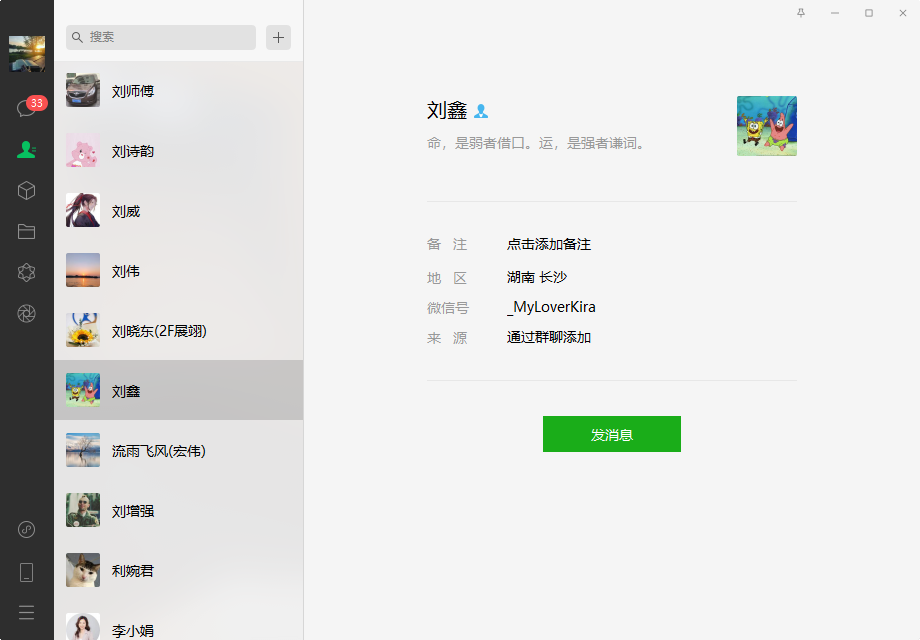 33
搜索
刘师傅
刘诗韵
刘威
刘伟
刘晓东(2F展翊)
刘鑫
流雨飞风(宏伟)
刘增强
利婉君
李小娟
刘鑫
命，是弱者借口。运，是强者谦词。
备 注 点击添加备注
地 区 湖南 长沙
微信号 _MyLoverKira
来 源 通过群聊添加
发消息